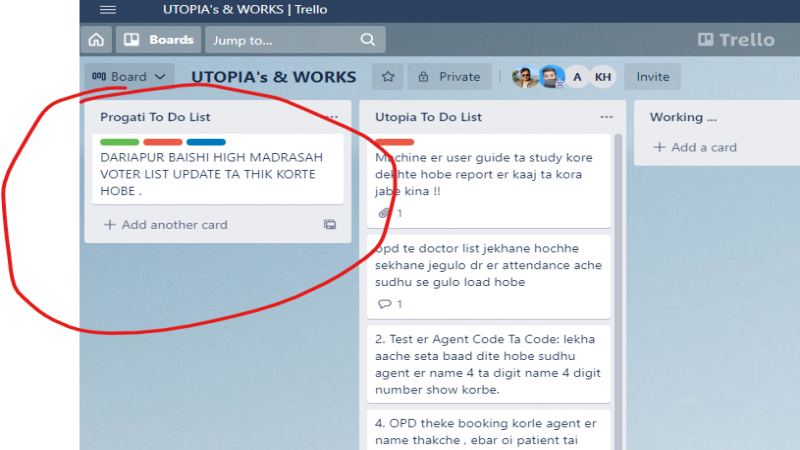 UTOPIA's & WORKS | Trello
Boards
Jump to...
Trello
Board
UTOPIA's & WORKS
Private
A
KH
Invite
Progati To Do List
DARIAPUR BAISHI HIGH MADRASAH
VOTER LIST UPDATE TA THIK KORTE
HOBE .
Add another card
Utopia To Do List
Machine er user guide ta study kore
dekhte hobe report er kaaj ta kora
jabe kina !!
1
opd te doctor list jekhane hochhe
sekhane jegulo dr er attendance ache
sudhu se gulo load hobe
1
2. Test er Agent Code Ta Code: lekha
aache seta baad dite hobe sudhu
agent er name 4 ta digit name 4 digit
number show korbe.
4. OPD theke booking korle agent er
name thakche , ebar oi patient tai
Working ...
Add a card